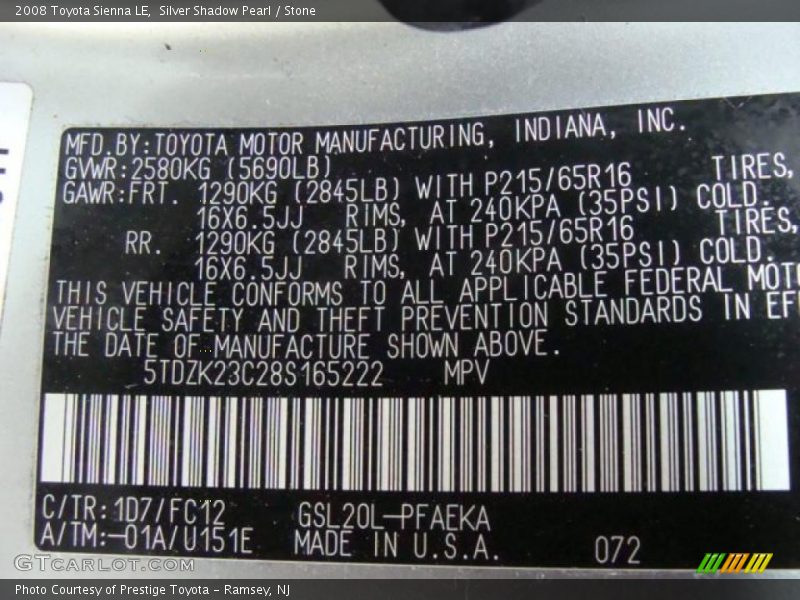 2008 Toyota Sienna LE,  Silver Shadow Pearl / Stone
MFD.BY:TOYOTA MOTOR MANUFACTURING, INDIANA, INC.
GVWR:2580KG (5690LB)
GAWR:FRT. 1290KG (2845LB) WITH P215/65R16 TIRES,
16X6.5JJ RIMS, AT 240KPA (35PSI) COLD.
RR. 1290KG (2845LB) WITH P215/65R16 TIRES,
16X6.5JJ RIMS, AT 240KPA (35PSI) COLD.
THIS VEHICLE CONFORMS TO ALL APPLICABLE FEDERAL MOTO
VEHICLE SAFETY AND THEFT PREVENTION STANDARDS IN EF
THE DATE OF MANUFACTURE SHOWN ABOVE.
5TDZK23C28S165222 MPV
C/TR:1D7/FC12 GSL20L-PFAEKA
A/TM:-01A/U151E MADE IN U.S.A. 072
GTCARLOT.COM
Photo Courtesy of Prestige Toyota - Ramsey, NJ